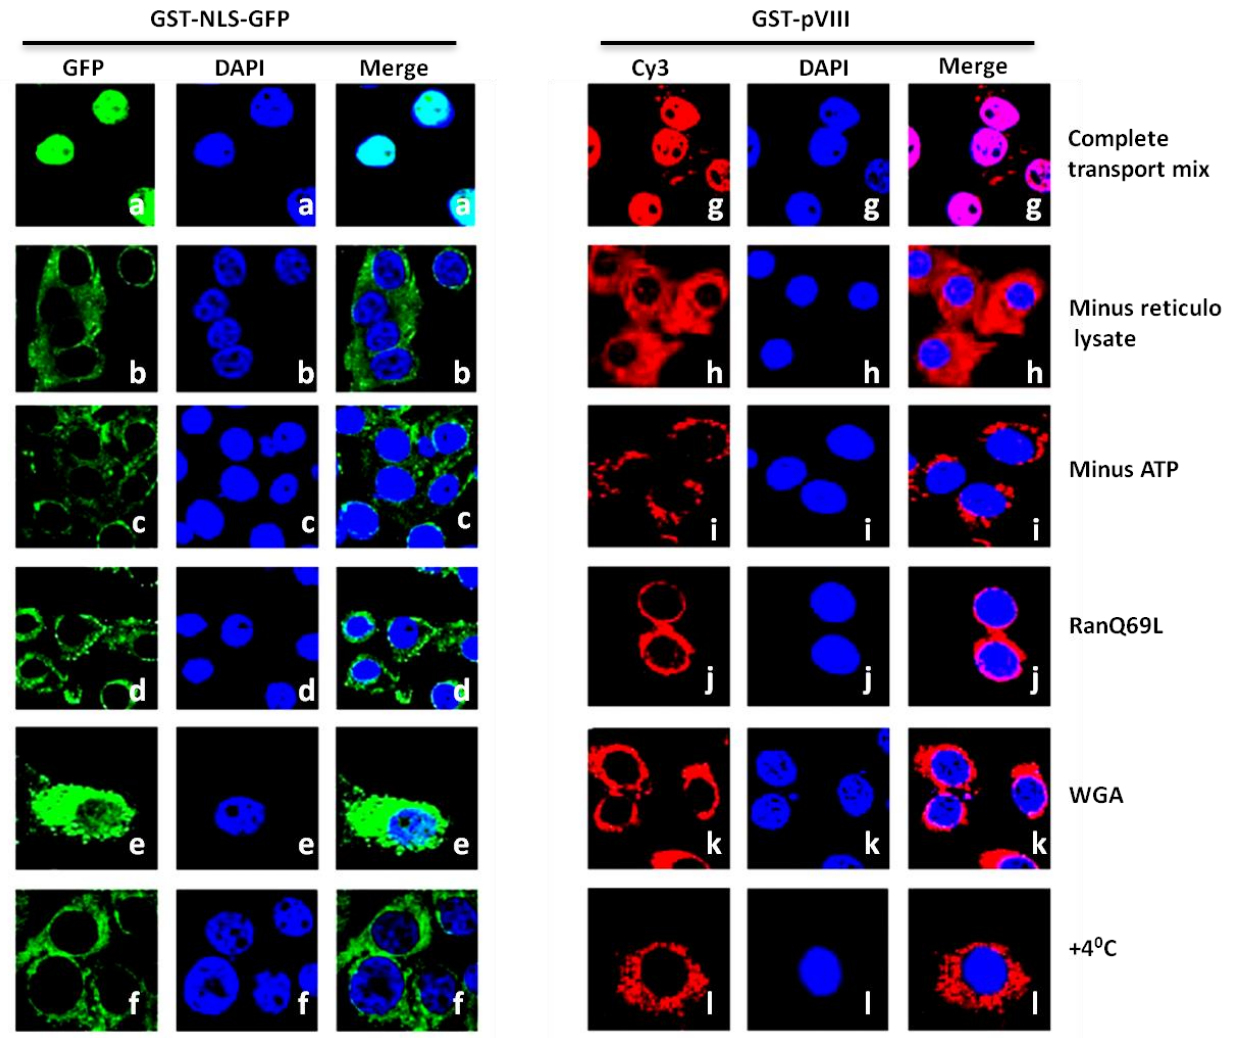 GST-NLS-GFP GST-pVIII
GFP DAPI Merge Cy3 DAPI Merge
a a a g g g
Complete
transport mix
b b b h h h
Minus reticulo
lysate
c c c i i i
Minus ATP
d d d j j j
RanQ69L
e e e k k k
WGA
f f f l l l
+4⁰C